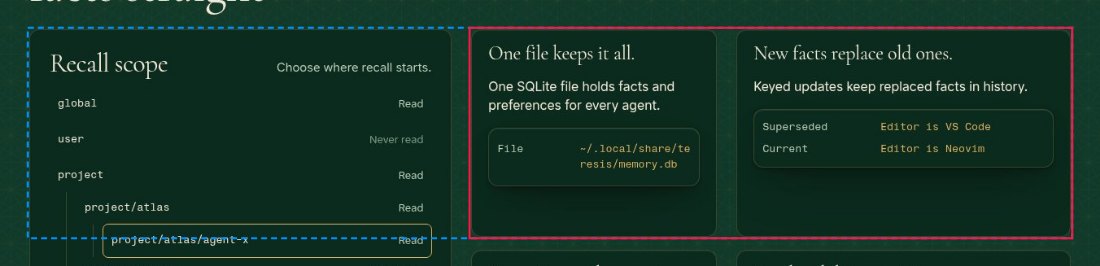 Recall scope
Choose where recall starts.
global Read
user Never read
project Read
project/atlas Read
project/atlas/agent-x Read
One file keeps it all.
One SQLite file holds facts and
preferences for every agent.
File ~/.local/share/te
resis/memory.db
New facts replace old ones.
Keyed updates keep replaced facts in history.
Superseded Editor is VS Code
Current Editor is Neovim